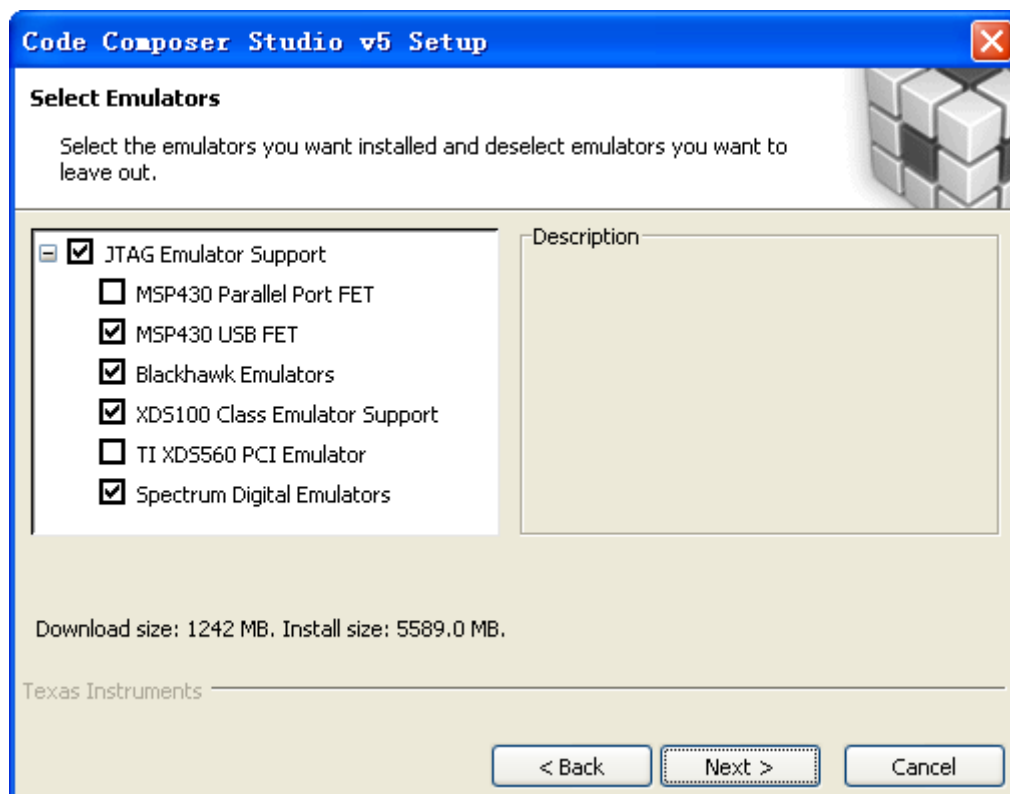 Code Composer Studio v5 Setup
Select Emulators
Select the emulators you want installed and deselect emulators you want to
leave out.
JTAG Emulator Support
MSP430 Parallel Port FET
MSP430 USB FET
Blackhawk Emulators
XDS100 Class Emulator Support
TI XDS560 PCI Emulator
Spectrum Digital Emulators
Description
Download size: 1242 MB. Install size: 5589.0 MB.
Texas Instruments
< Back
Next >
Cancel